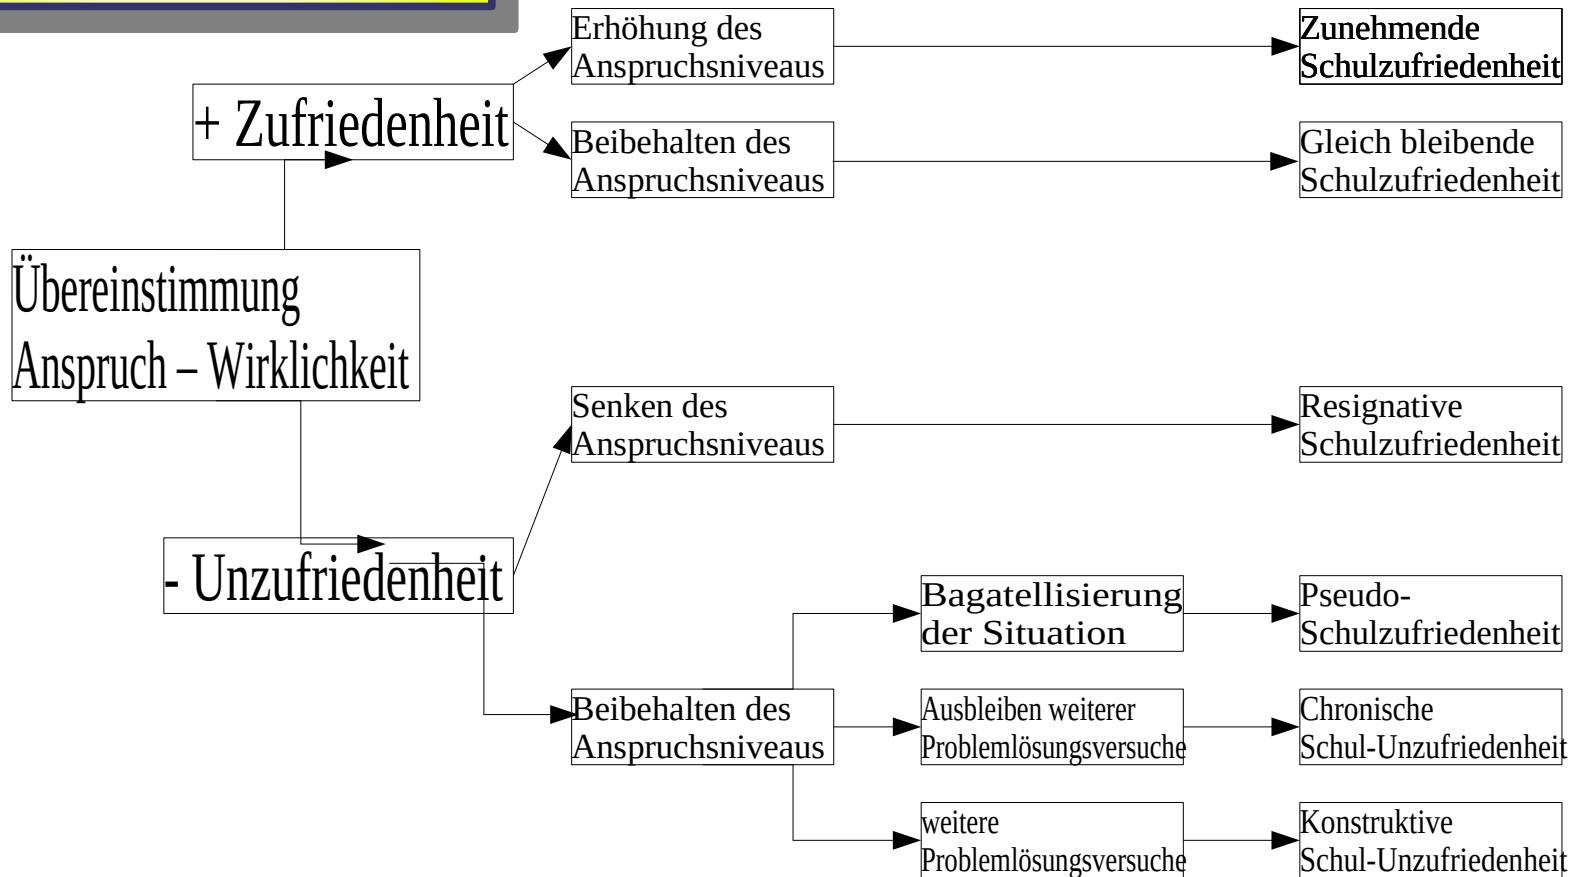 Erhöhung des
Anspruchsniveaus
Zunehmende
Schulzufriedenheit
+ Zufriedenheit
Beibehalten des
Anspruchsniveaus
Gleich bleibende
Schulzufriedenheit
Übereinstimmung
Anspruch – Wirklichkeit
Senken des
Anspruchsniveaus
Resignative
Schulzufriedenheit
- Unzufriedenheit
Bagatellisierung
der Situation
Pseudo-
Schulzufriedenheit
Beibehalten des
Anspruchsniveaus
Ausbleiben weiterer
Problemlösungsversuche
Chronische
Schul-Unzufriedenheit
weitere
Problemlösungsversuche
Konstruktive
Schul-Unzufriedenheit